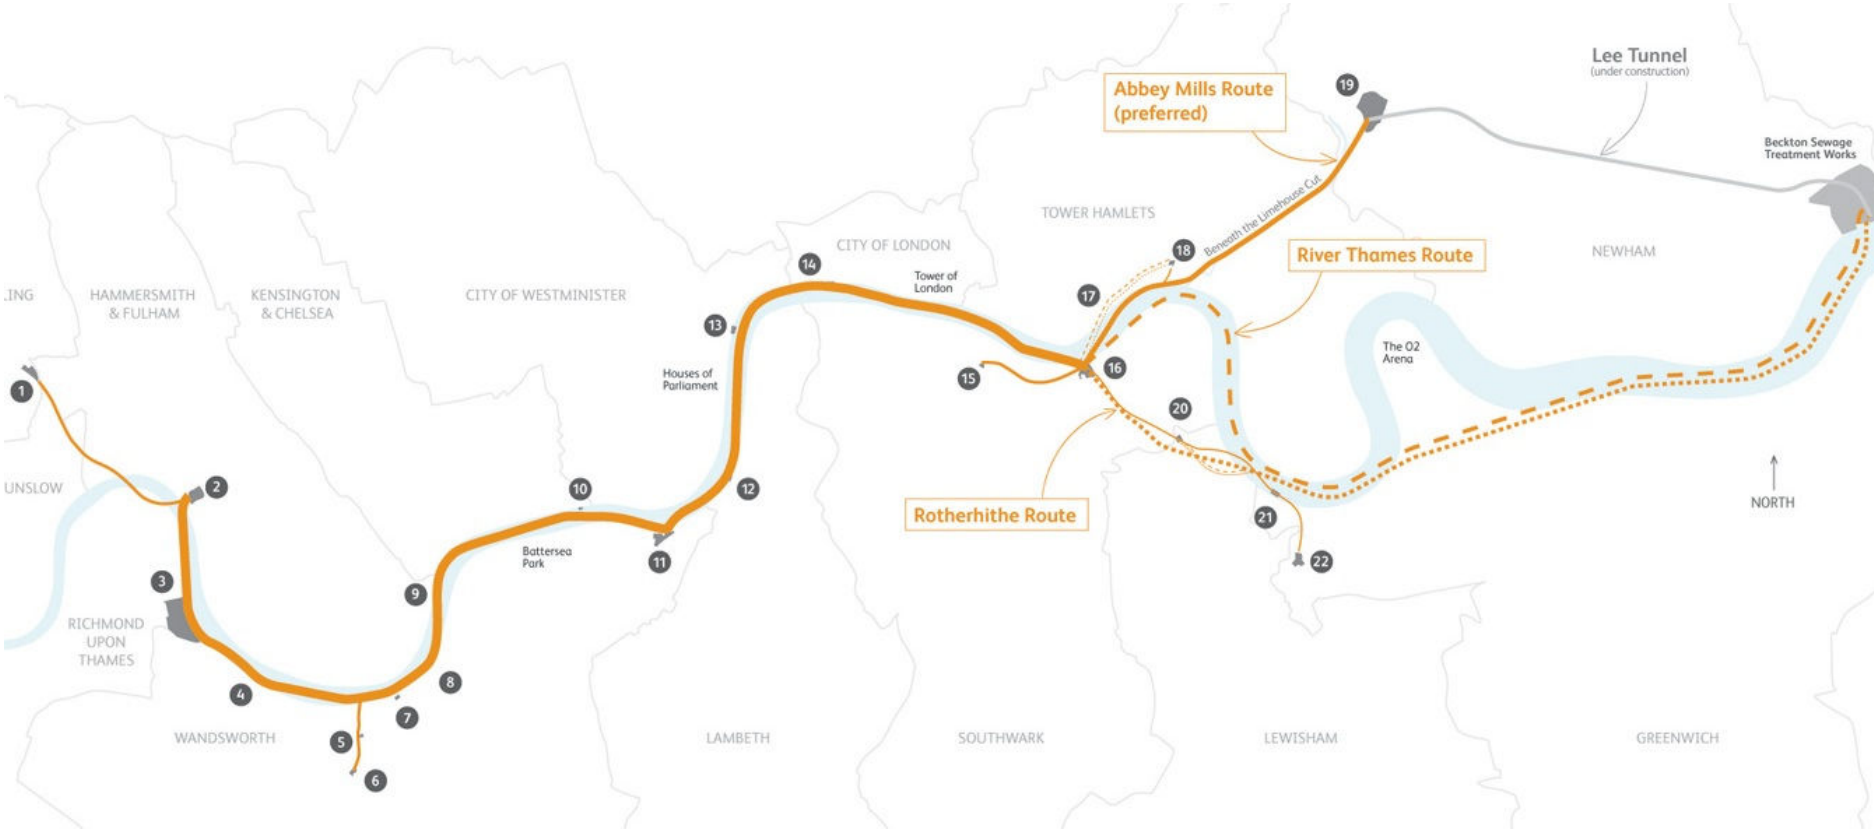 Lee Tunnel
(under construction)
19
Abbey Mills Route
(preferred)
Beckton Sewage
Treatment Works
Beneath the Limehouse Cut
TOWER HAMLETS
CITY OF LONDON
18
River Thames Route
NEWHAM
14
Tower of
London
.ING
HAMMERSMITH
& FULHAM
KENSINGTON
& CHELSEA
CITY OF WESTMINISTER
17
13
The O2
Arena
Houses of
Parliament
15
16
1
20
UNSLOW
2
10
12
Rotherhithe Route
21
NORTH
Battersea
Park
11
22
3
9
RICHMOND
UPON
THAMES
4
8
7
WANDSWORTH
5
LAMBETH
SOUTHWARK
LEWISHAM
GREENWICH
6